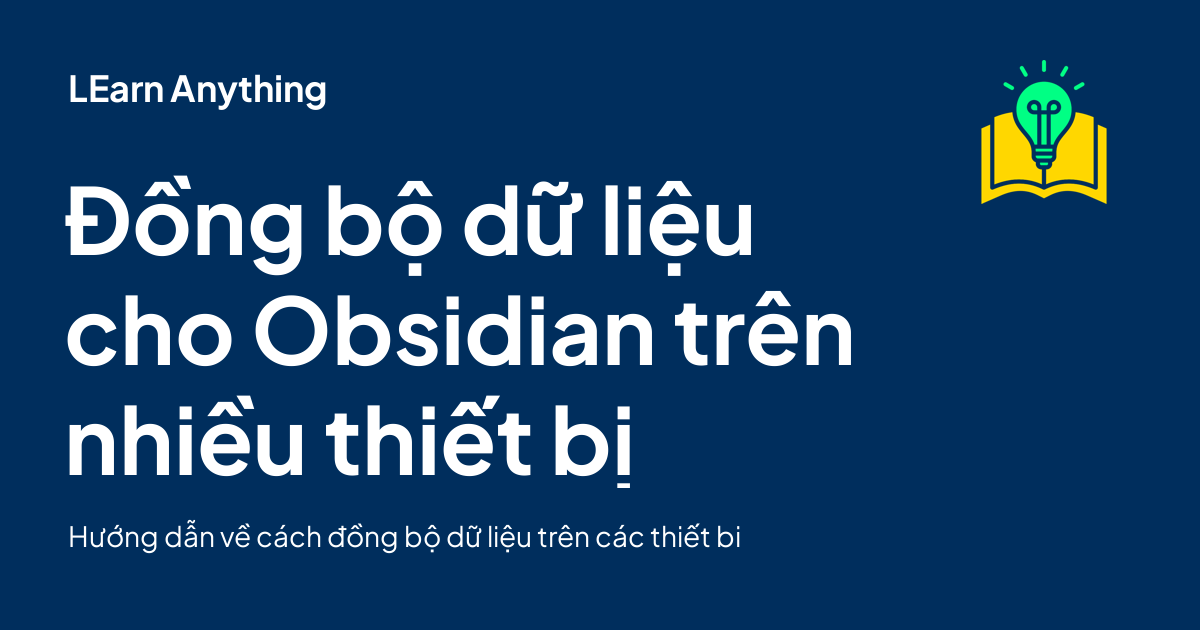 LEarn Anything
Đồng bộ dữ liệu
cho Obsidian trên
nhiều thiết bị
Hướng dẫn về cách đồng bộ dữ liệu trên các thiết bi